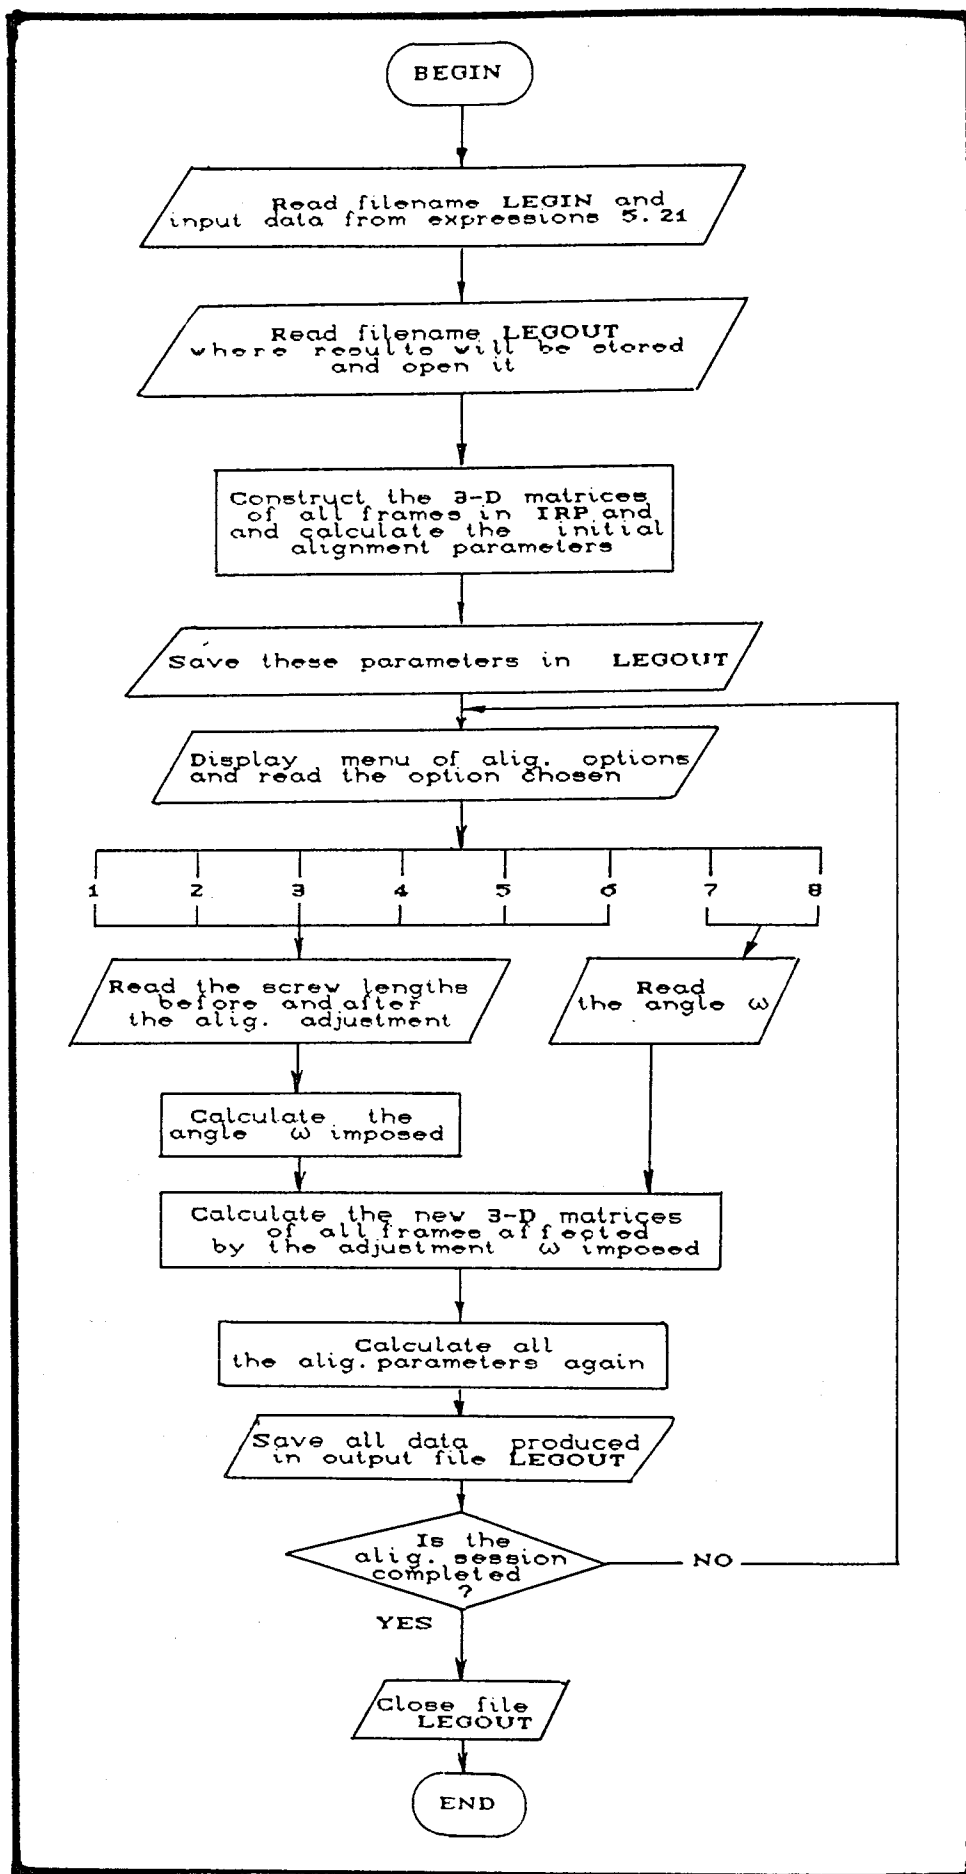 BEGIN
Read filename LEGIN and
input data from expressions 5.21
Read filename LEGOUT
where results will be stored
and open it
Construct the 3-D matrices
of all frames in IRP and
and calculate the initial
alignment parameters
Save these parameters in LEGOUT
Display menu of alig. options
and read the option chosen
1 2 3 4 5 6 7 8
Read the screw lengths
before and after
the alig. adjustment
Read
the angle ω
Calculate the
angle ω imposed
Calculate the new 3-D matrices
of all frames affected
by the adjustment ω imposed
Calculate all
the alig. parameters again
Save all data produced
in output file LEGOUT
Is the
alig. session
completed
?
NO
YES
Close file
LEGOUT
END